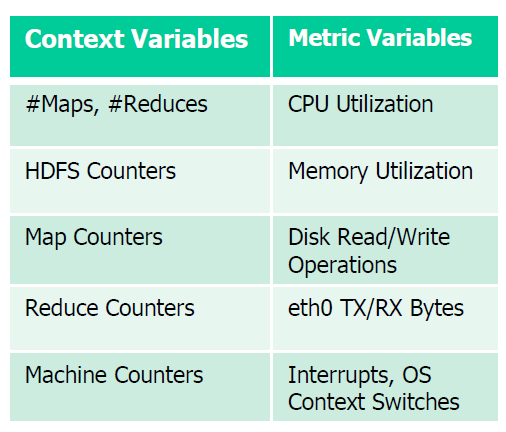 Context Variables
Metric Variables
#Maps, #Reduces
CPU Utilization
HDFS Counters
Memory Utilization
Map Counters
Disk Read/Write
Operations
Reduce Counters
eth0 TX/RX Bytes
Machine Counters
Interrupts, OS
Context Switches